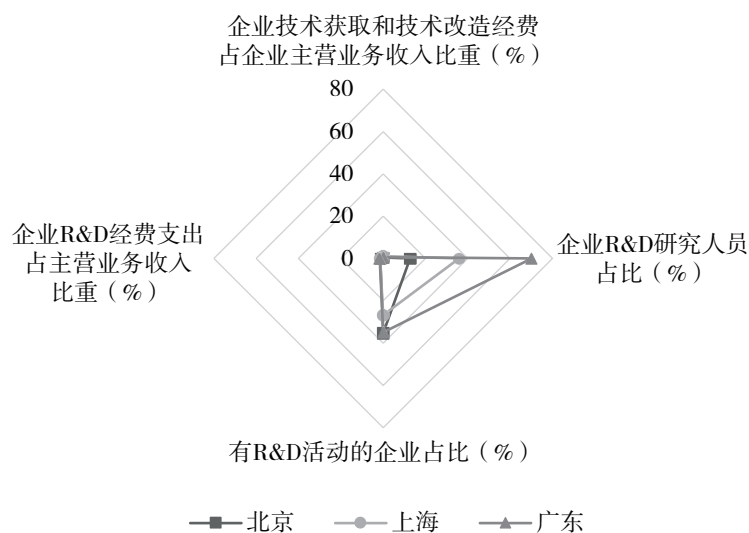 企业技术获取和技术改造经费
占企业主营业务收入比重（%）
80
60
40
20
0
企业R&D经费支出
占主营业务收入
比重（%）
企业R&D研究人员
占比（%）
有R&D活动的企业占比（%）
北京 上海 广东